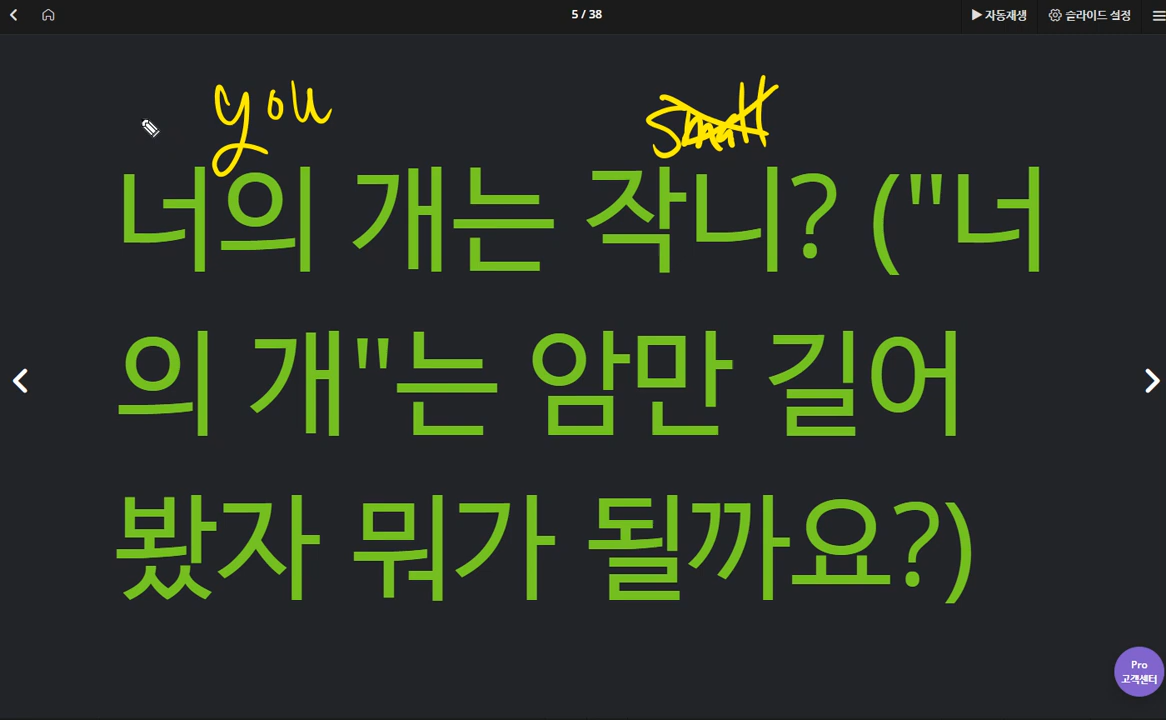 5 / 38
자동재생
슬라이드 설정
you
너의 개는 작니? ("너
의 개"는 암만 길어
봤자 뭐가 될까요?)
Pro
고객센터